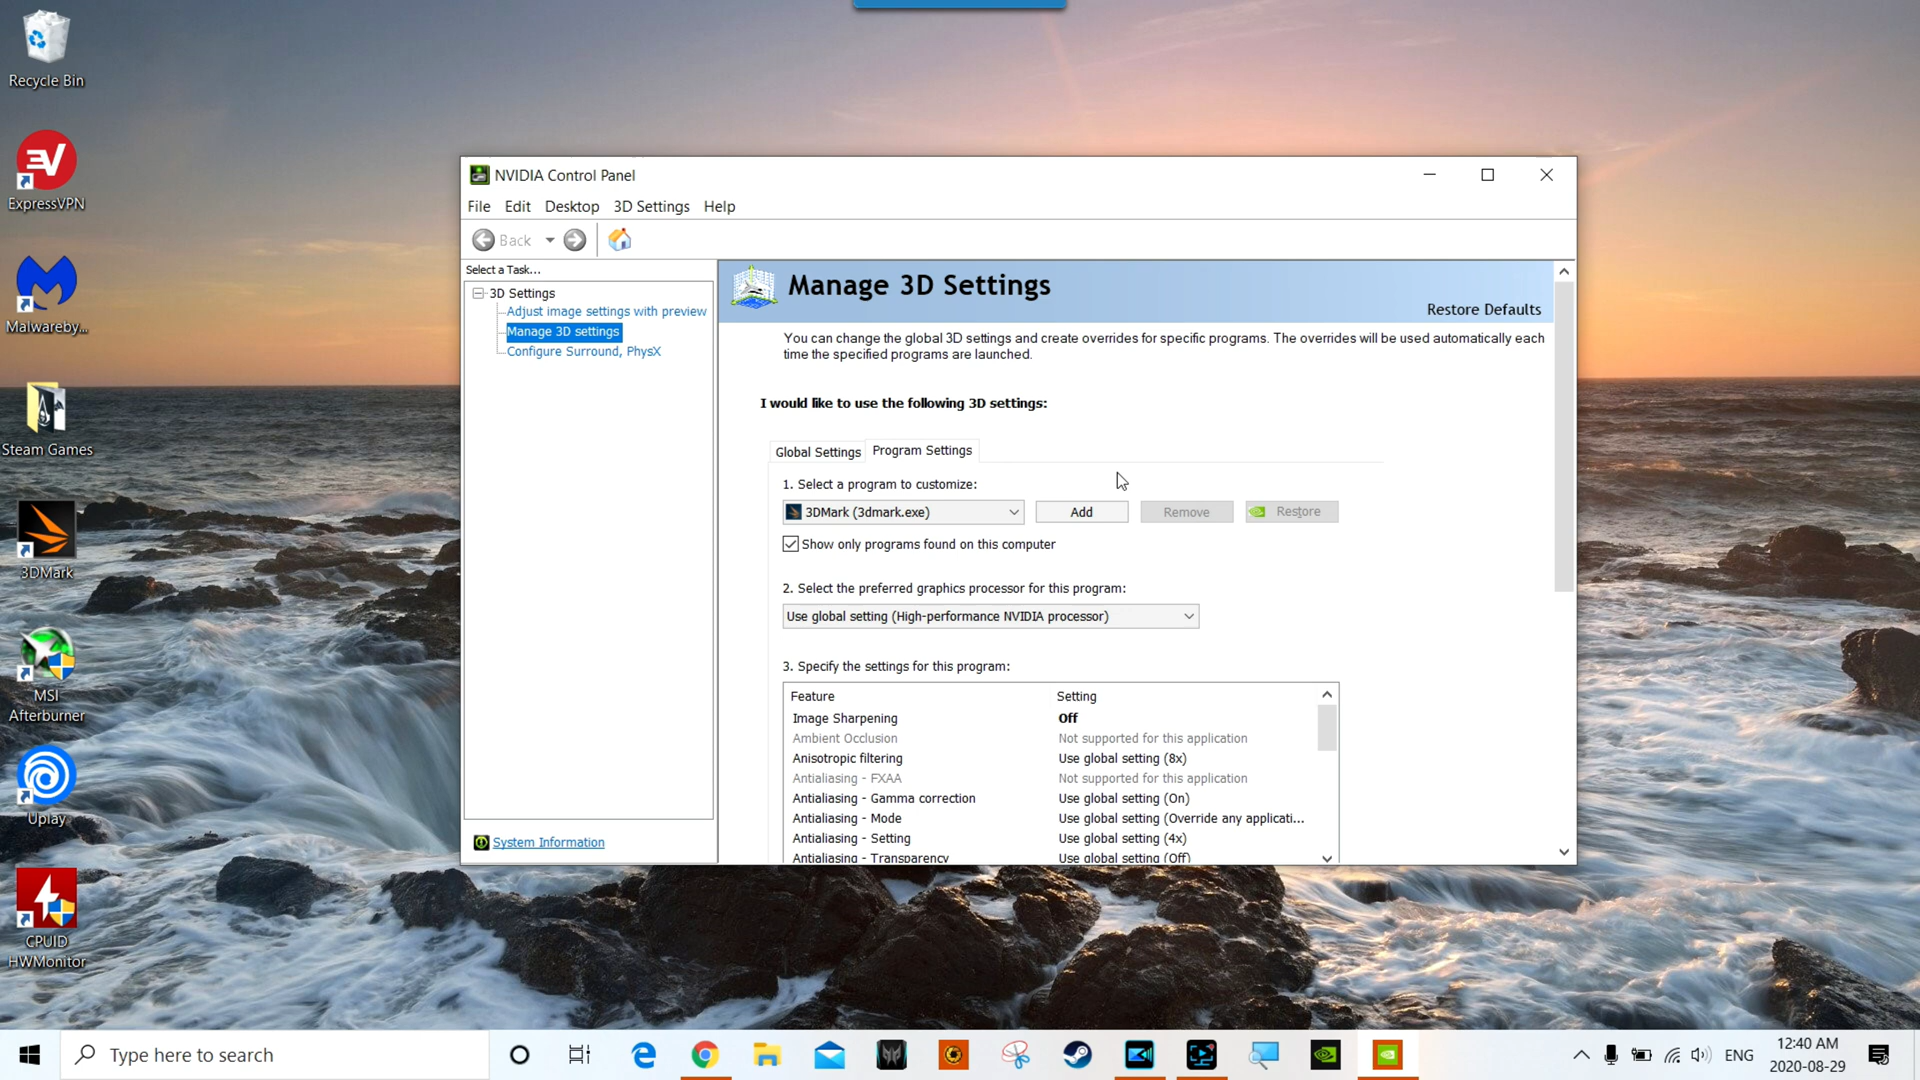 Recycle Bin
ExpressVPN
Malwareby...
Steam Games
3DMark
MSI
Afterburner
Uplay
CPUID
HWMonitor
NVIDIA Control Panel
File Edit Desktop 3D Settings Help
Back
Select a Task...
3D Settings
Adjust image settings with preview
Manage 3D settings
Configure Surround, PhysX
System Information
Manage 3D Settings
Restore Defaults
You can change the global 3D settings and create overrides for specific programs. The overrides will be used automatically each
time the specified programs are launched.
I would like to use the following 3D settings:
Global Settings Program Settings
1. Select a program to customize:
3DMark (3dmark.exe) Add Remove Restore
Show only programs found on this computer
2. Select the preferred graphics processor for this program:
Use global setting (High-performance NVIDIA processor)
3. Specify the settings for this program:
Feature Setting
Image Sharpening Off
Ambient Occlusion Not supported for this application
Anisotropic filtering Use global setting (8x)
Antialiasing - FXAA Not supported for this application
Antialiasing - Gamma correction Use global setting (On)
Antialiasing - Mode Use global setting (Override any applicati...
Antialiasing - Setting Use global setting (4x)
Antialiasing - Transparency Use global setting (Off)
Type here to search
ENG
12:40 AM
2020-08-29